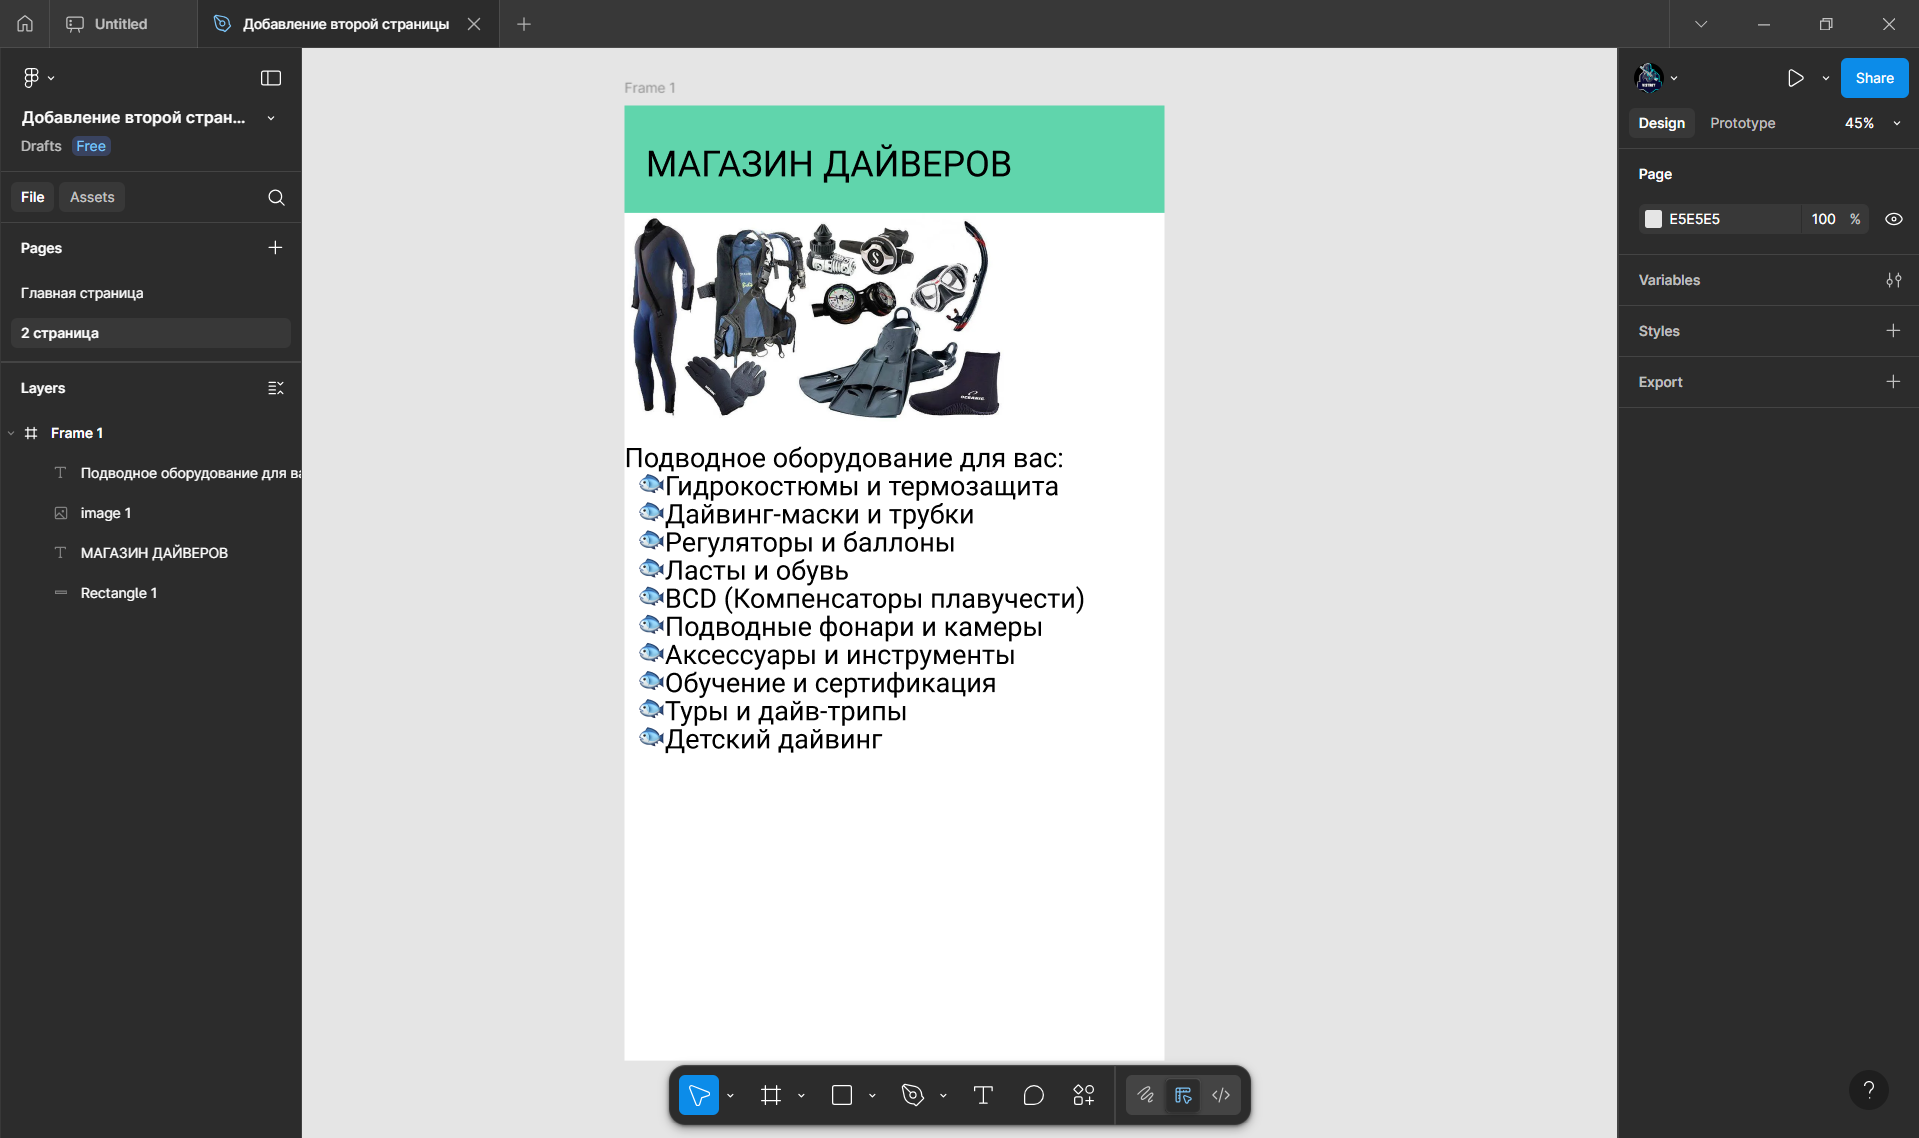 Untitled
Добавление второй страницы
Добавление второй стран...
Drafts Free
File Assets
Pages
Главная страница
2 страница
Layers
Frame 1
Подводное оборудование для ва
image 1
МАГАЗИН ДАЙВЕРОВ
Rectangle 1
Frame 1
МАГАЗИН ДАЙВЕРОВ
OCEANIC
Подводное оборудование для вас:
🐟Гидрокостюмы и термозащита
🐟Дайвинг-маски и трубки
🐟Регуляторы и баллоны
🐟Ласты и обувь
🐟BCD (Компенсаторы плавучести)
🐟Подводные фонари и камеры
🐟Аксессуары и инструменты
🐟Обучение и сертификация
🐟Туры и дайв-трипы
🐟Детский дайвинг
Share
Design Prototype 45%
Page
E5E5E5 100 %
Variables
Styles
Export
?